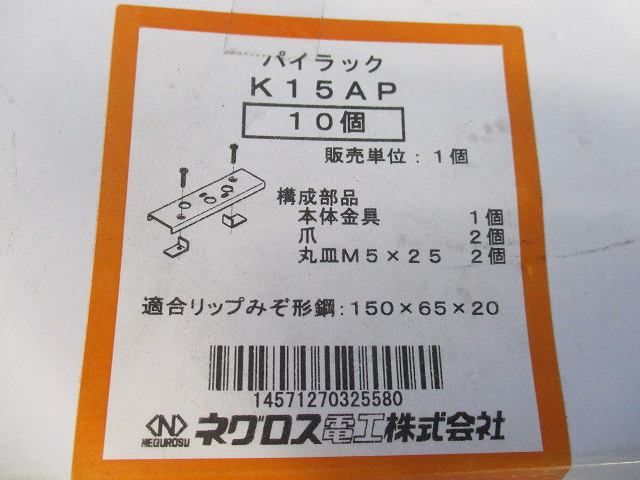 パイラック
K15AP
10個
販売単位：1個
構成部品
本体金具 1個
爪 2個
丸皿M5×25 2個
適合リップみぞ形鋼：150×65×20
14571270325580
N
NEGUROSU
ネグロス電工株式会社